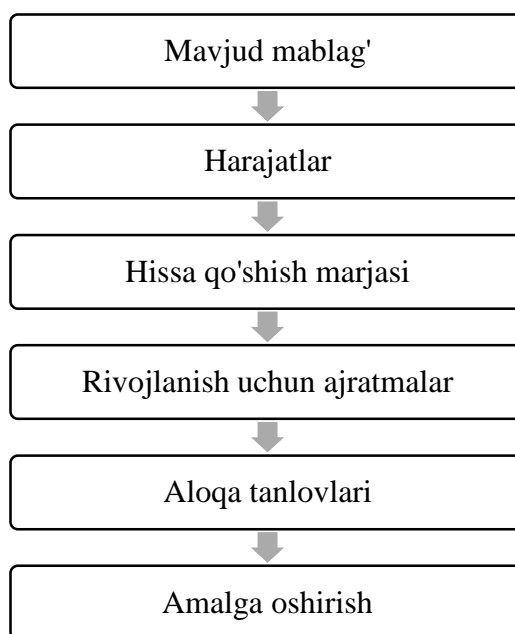 Mavjud mablag'
Harajatlar
Hissa qo'shish marjasi
Rivojlanish uchun ajratmalar
Aloqa tanlovlari
Amalga oshirish